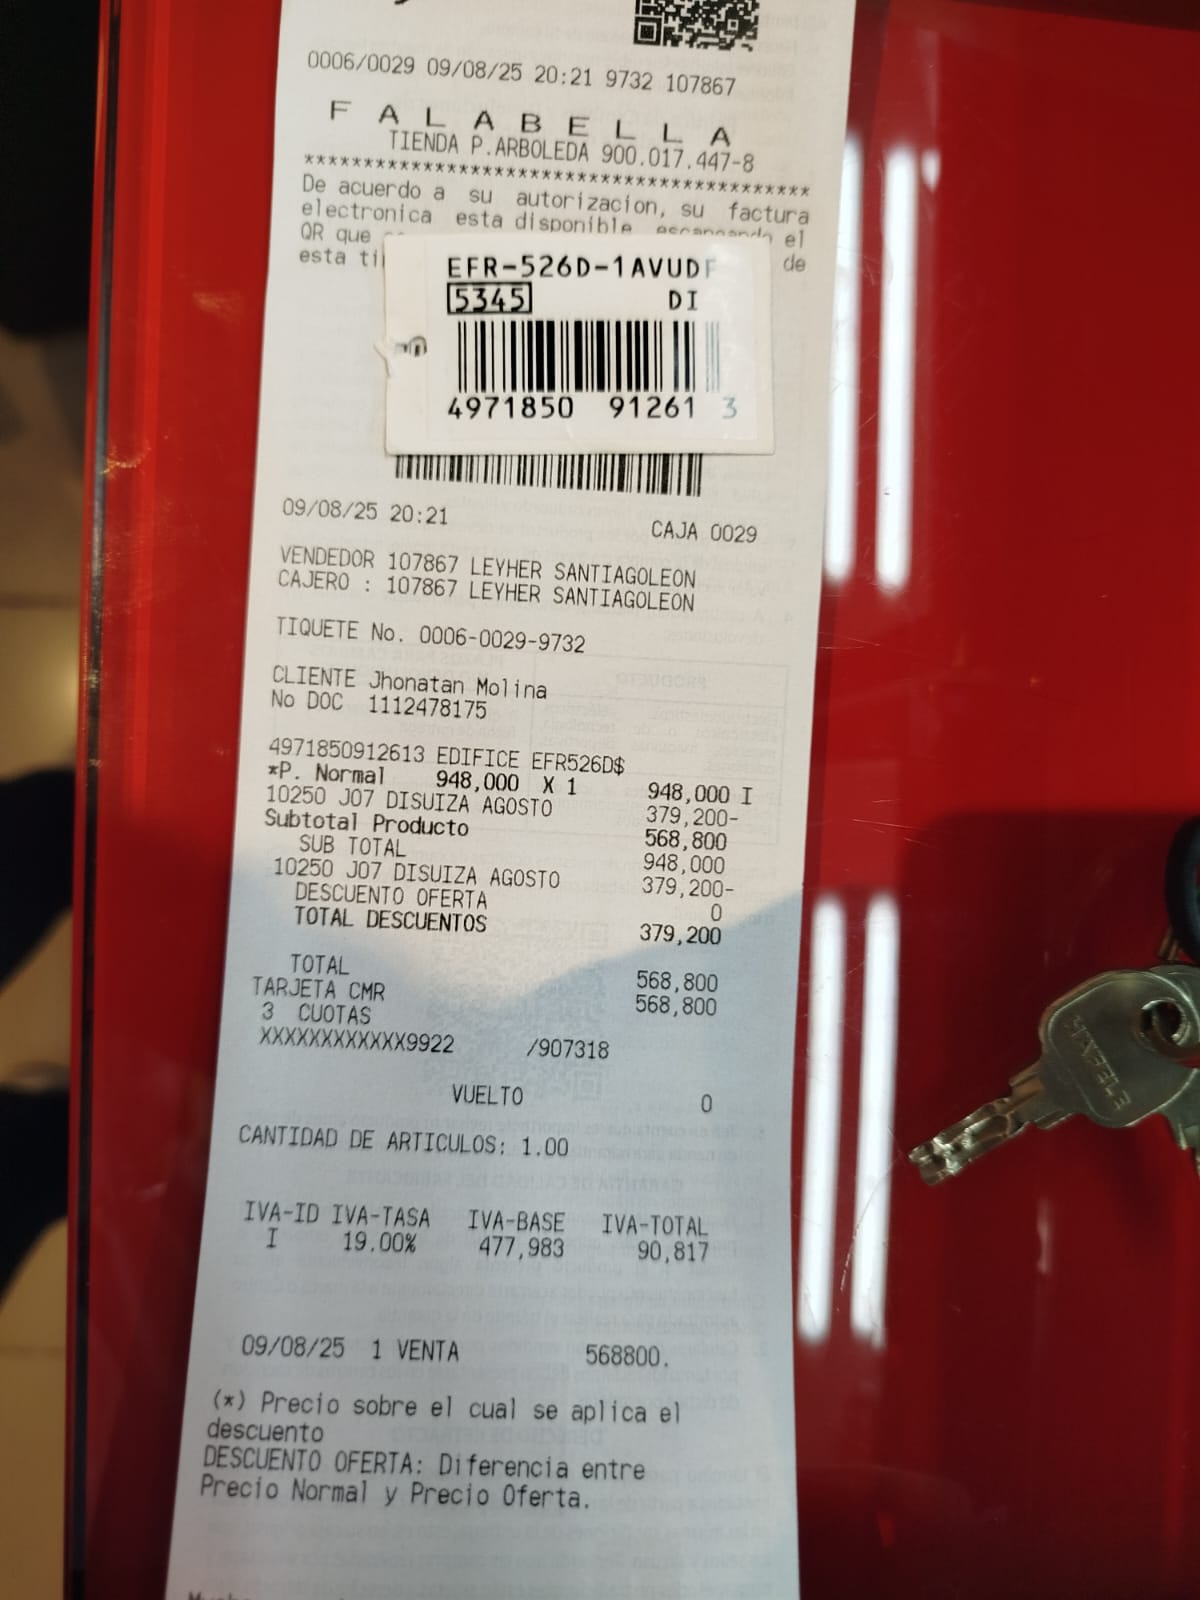 0006/0029 09/08/25 20:21 9732 107867
F A L A B E L L A
TIENDA P.ARBOLEDA 900.017.447-8
*******************************************
De acuerdo a su autorizacion, su factura
electronica esta disponible escaneando el
QR que
esta ti de
EFR-526D-1AVUDF
5345 DI
4971850 91261 3
09/08/25 20:21 CAJA 0029
VENDEDOR 107867 LEYHER SANTIAGOLEON
CAJERO : 107867 LEYHER SANTIAGOLEON
TIQUETE No. 0006-0029-9732
CLIENTE Jhonatan Molina
No DOC 1112478175
4971850912613 EDIFICE EFR526D$
*P. Normal 948,000 X 1 948,000 I
10250 J07 DISUIZA AGOSTO 379,200-
Subtotal Producto 568,800
SUB TOTAL 948,000
10250 J07 DISUIZA AGOSTO 379,200-
DESCUENTO OFERTA 0
TOTAL DESCUENTOS 379,200
TOTAL 568,800
TARJETA CMR 568,800
3 CUOTAS
XXXXXXXXXXXX9922 /907318
VUELTO 0
CANTIDAD DE ARTICULOS: 1.00
IVA-ID IVA-TASA IVA-BASE IVA-TOTAL
I 19.00% 477,983 90,817
09/08/25 1 VENTA 568800.
(*) Precio sobre el cual se aplica el
descuento
DESCUENTO OFERTA: Diferencia entre
Precio Normal y Precio Oferta.
HAFELE